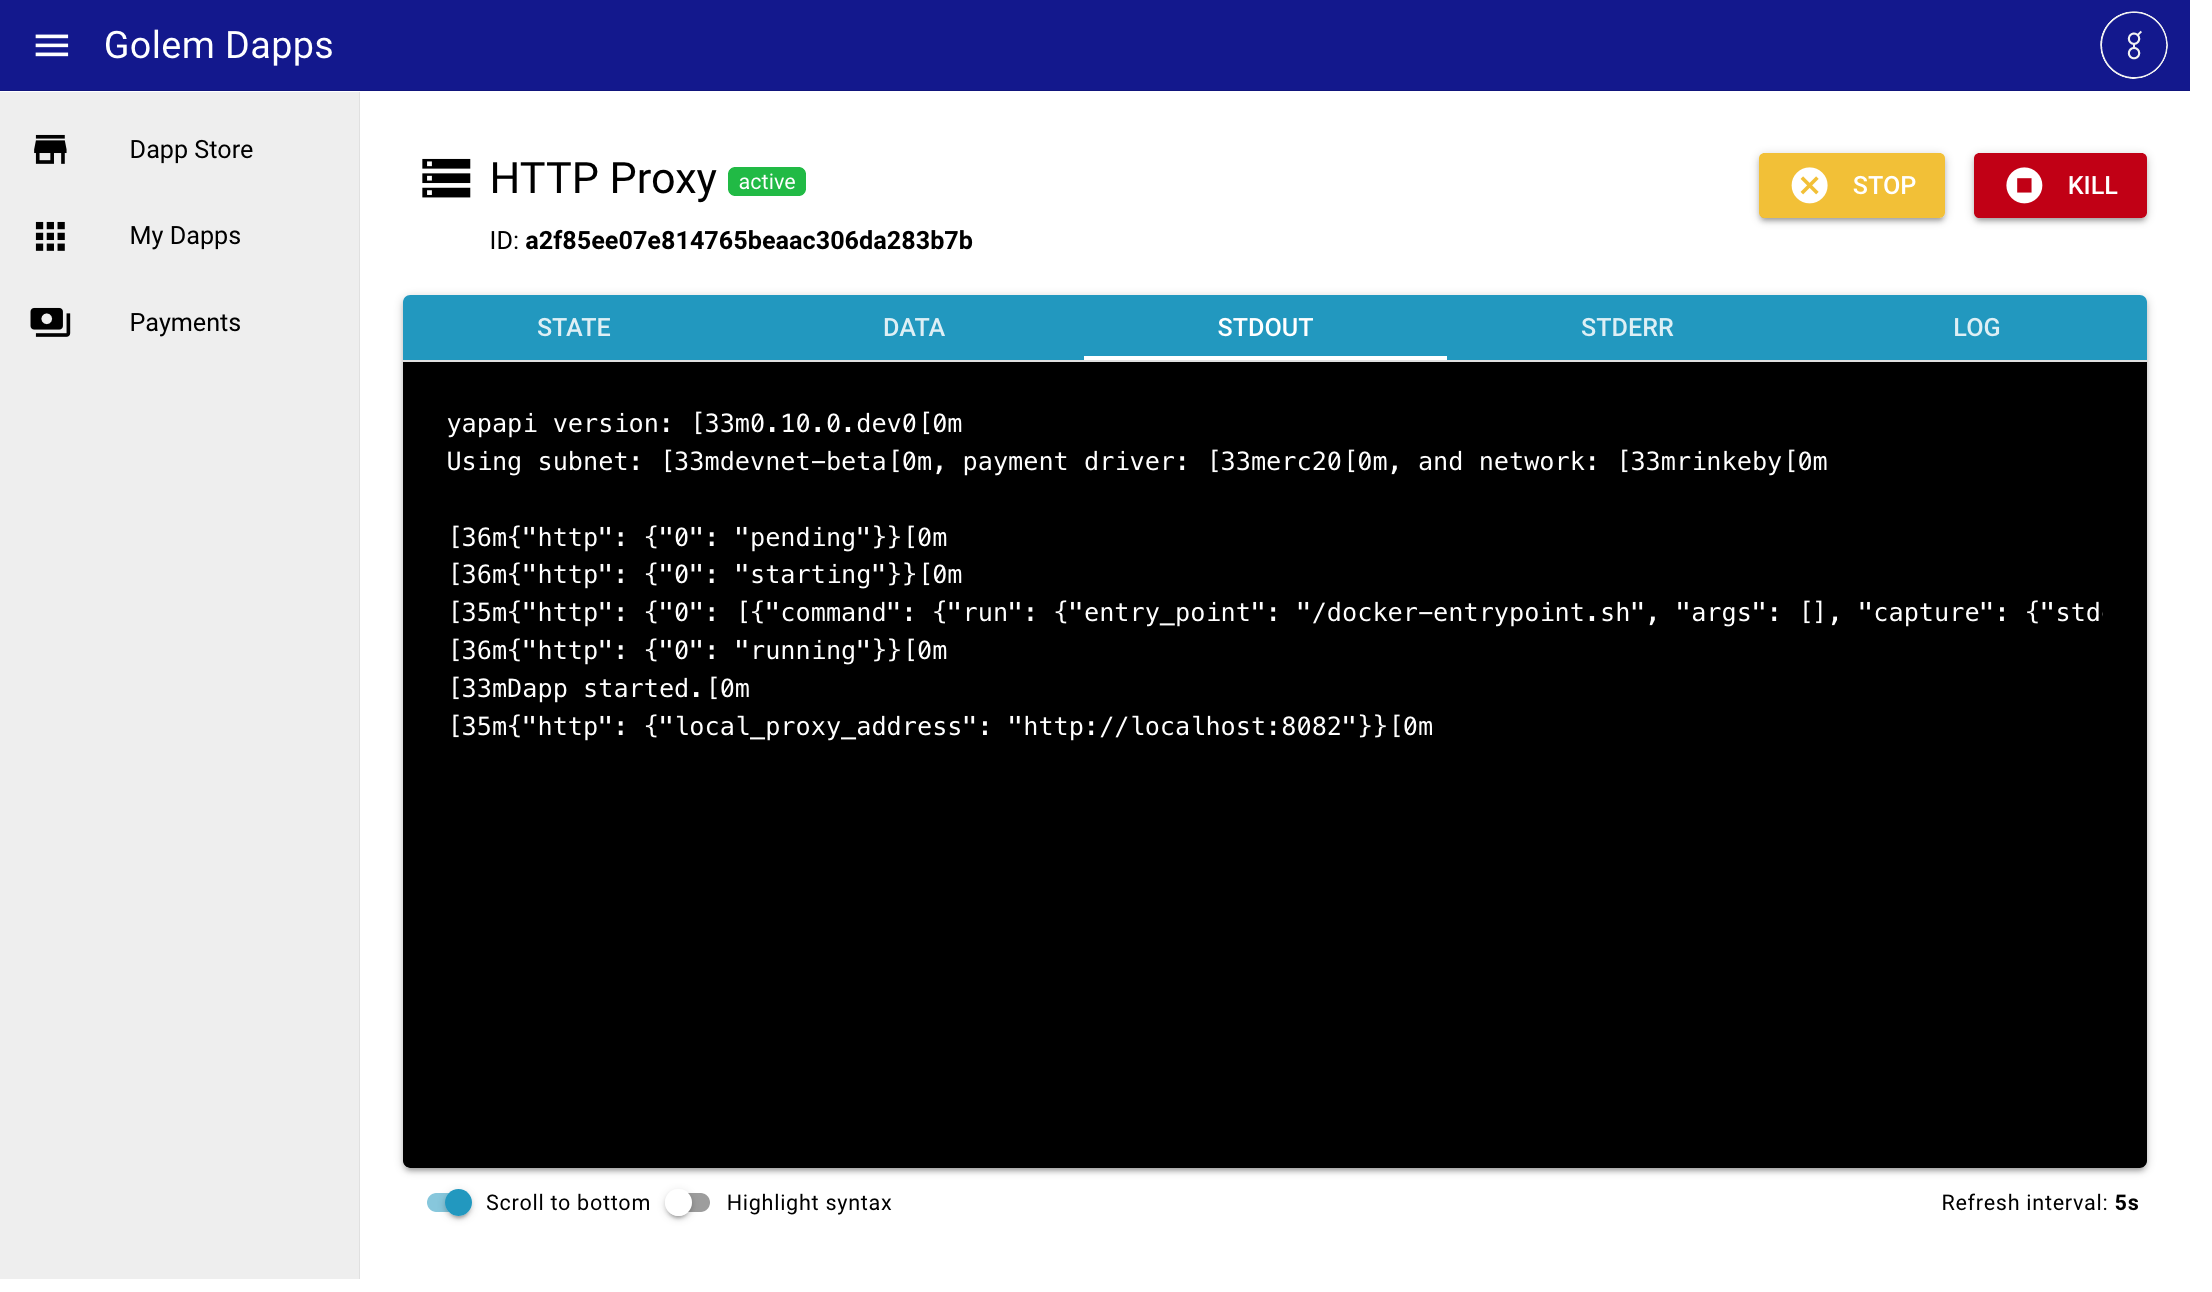 Golem Dapps
Dapp Store
My Dapps
Payments
HTTP Proxy active
ID: a2f85ee07e814765beaac306da283b7b
STOP
KILL
STATE DATA STDOUT STDERR LOG
yapapi version: [33m0.10.0.dev0[0m
Using subnet: [33mdevnet-beta[0m, payment driver: [33merc20[0m, and network: [33mrinkeby[0m
[36m{"http": {"0": "pending"}}[0m
[36m{"http": {"0": "starting"}}[0m
[35m{"http": {"0": [{"command": {"run": {"entry_point": "/docker-entrypoint.sh", "args": [], "capture": {"std
[36m{"http": {"0": "running"}}[0m
[33mDapp started.[0m
[35m{"http": {"local_proxy_address": "http://localhost:8082"}}[0m
Scroll to bottom Highlight syntax Refresh interval: 5s